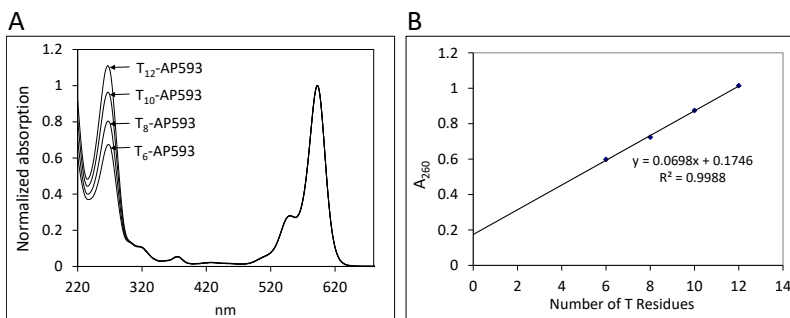 A
Normalized absorption
1.2
1
0.8
0.6
0.4
0.2
0
T₁₂-AP593
T₁₀-AP593
T₈-AP593
T₆-AP593
220 320 420 520 620
nm
B
A₂₆₀
1.2
1
0.8
0.6
0.4
0.2
0
y = 0.0698x + 0.1746
R² = 0.9988
0 2 4 6 8 10 12 14
Number of T Residues